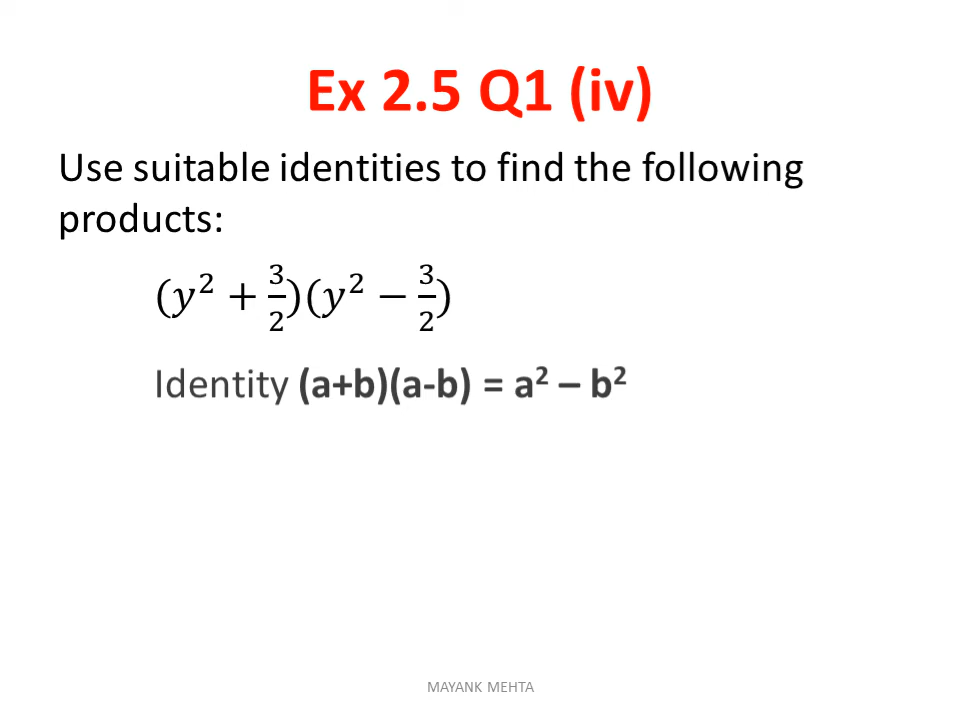 Ex 2.5 Q1 (iv)
Use suitable identities to find the following
products:
(y² + 3/2)(y² − 3/2)
Identity (a+b)(a-b) = a² – b²
MAYANK MEHTA